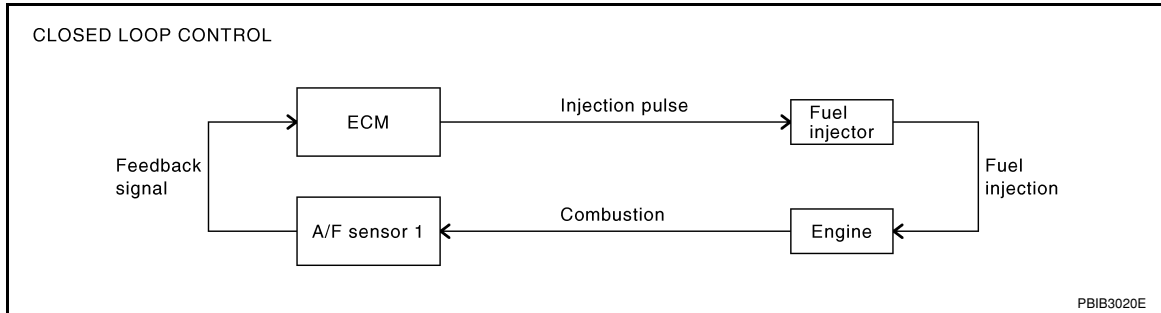 CLOSED LOOP CONTROL
ECM
Injection pulse
Fuel
injector
Feedback
signal
Fuel
injection
A/F sensor 1
Combustion
Engine
PBIB3020E